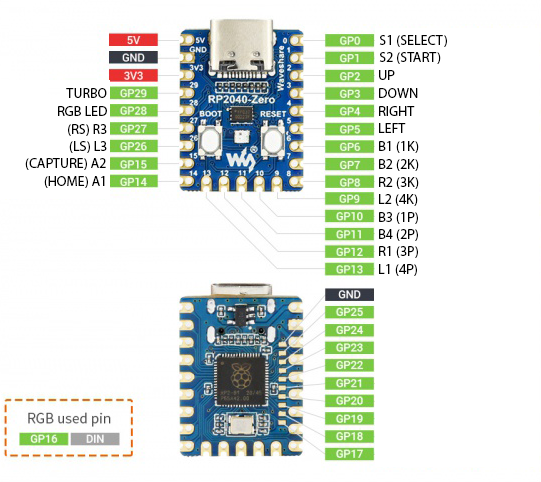 5V
GND
3V3
TURBO GP29
RGB LED GP28
(RS) R3 GP27
(LS) L3 GP26
(CAPTURE) A2 GP15
(HOME) A1 GP14
5V
GND
3V3
29
28
27
26
15
14
0
1
2
3
4
5
6
7
8
13
12
11
10
9
Waveshare
RP2040-Zero
BOOT
RESET
GP0 S1 (SELECT)
GP1 S2 (START)
GP2 UP
GP3 DOWN
GP4 RIGHT
GP5 LEFT
GP6 B1 (1K)
GP7 B2 (2K)
GP8 R2 (3K)
GP9 L2 (4K)
GP10 B3 (1P)
GP11 B4 (2P)
GP12 R1 (3P)
GP13 L1 (4P)
GND
GP25
GP24
GP23
GP22
GP21
GP20
GP19
GP18
GP17
RGB used pin
GP16 DIN